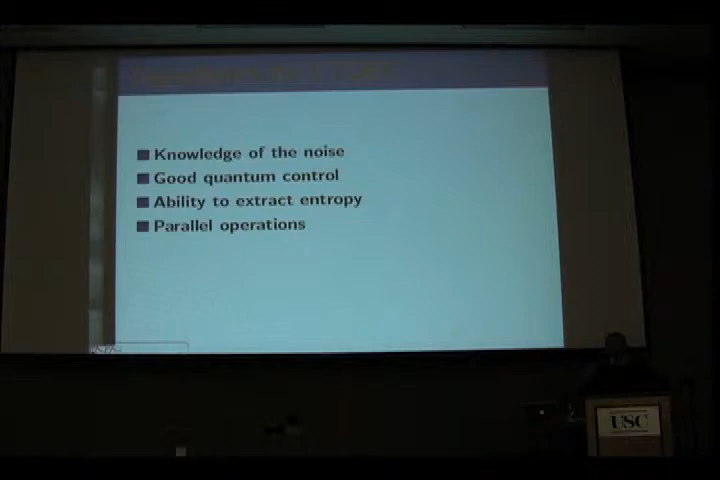 Knowledge of the noise
Good quantum control
Ability to extract entropy
Parallel operations
USC